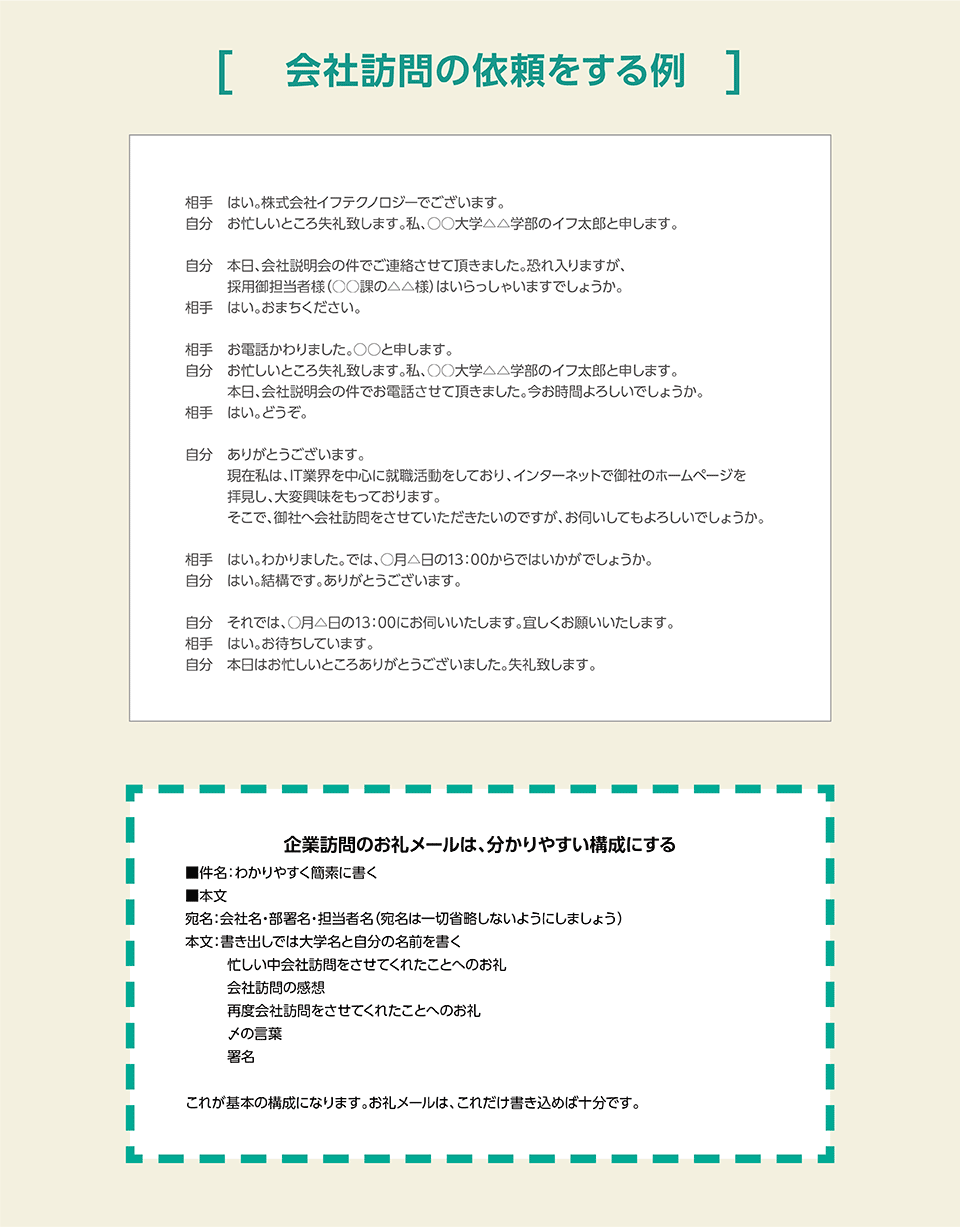 [ 会社訪問の依頼をする例 ]
相手 はい。株式会社イフテクノロジーでございます。
自分 お忙しいところ失礼致します。私、○○大学△△学部のイフ太郎と申します。
自分 本日、会社説明会の件でご連絡させて頂きました。恐れ入りますが、
採用御担当者様（○○課の△△様）はいらっしゃいますでしょうか。
相手 はい。おまちください。
相手 お電話かわりました。○○と申します。
自分 お忙しいところ失礼致します。私、○○大学△△学部のイフ太郎と申します。
本日、会社説明会の件でお電話させて頂きました。今お時間よろしいでしょうか。
相手 はい。どうぞ。
自分 ありがとうございます。
現在私は、IT業界を中心に就職活動をしており、インターネットで御社のホームページを
拝見し、大変興味をもっております。
そこで、御社へ会社訪問をさせていただきたいのですが、お伺いしてもよろしいでしょうか。
相手 はい。わかりました。では、○月△日の13：00からではいかがでしょうか。
自分 はい。結構です。ありがとうございます。
自分 それでは、○月△日の13：00にお伺いいたします。宜しくお願いいたします。
相手 はい。お待ちしています。
自分 本日はお忙しいところありがとうございました。失礼致します。
企業訪問のお礼メールは、分かりやすい構成にする
■件名：わかりやすく簡素に書く
■本文
宛名：会社名・部署名・担当者名（宛名は一切省略しないようにしましょう）
本文：書き出しでは大学名と自分の名前を書く
忙しい中会社訪問をさせてくれたことへのお礼
会社訪問の感想
再度会社訪問をさせてくれたことへのお礼
〆の言葉
署名
これが基本の構成になります。お礼メールは、これだけ書き込めば十分です。